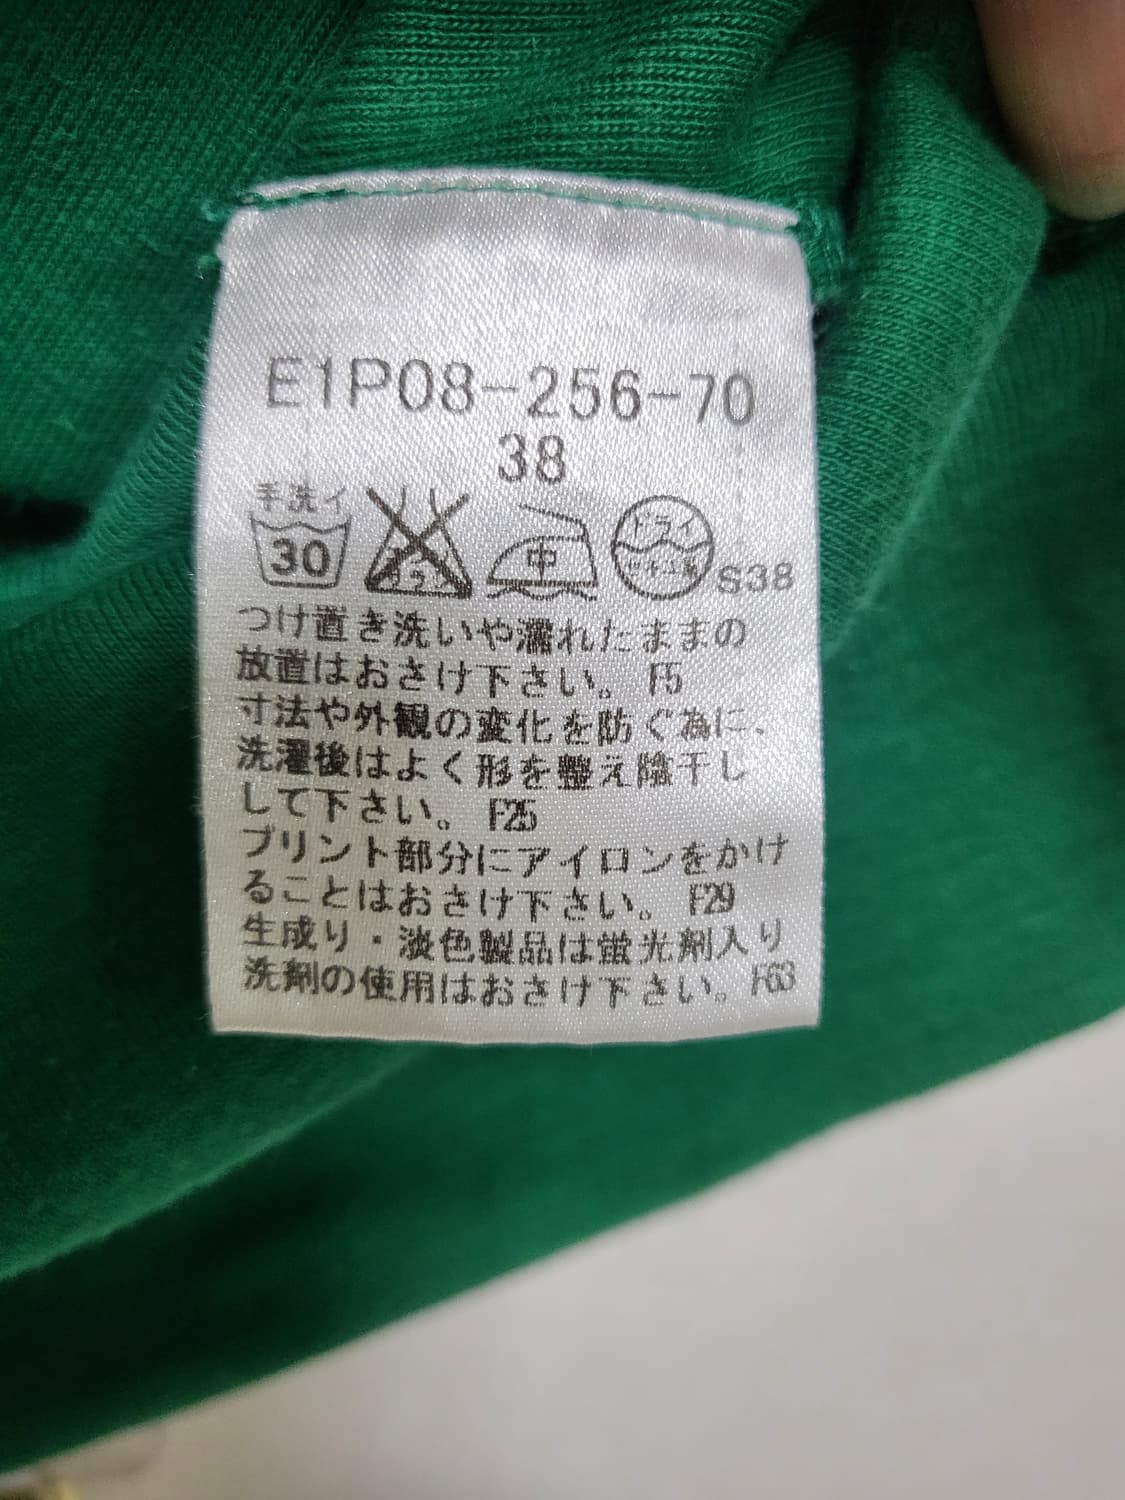 E1P08-256-70
38
手洗イ
30 中 ドライ S38
つけ置き洗いや濡れたままの
放置はおさけ下さい。 F5
寸法や外観の変化を防ぐ為に、
洗濯後はよく形を整え陰干し
して下さい。 F25
プリント部分にアイロンをかけ
ることはおさけ下さい。 F29
生成り・淡色製品は蛍光剤入り
洗剤の使用はおさけ下さい。 F63